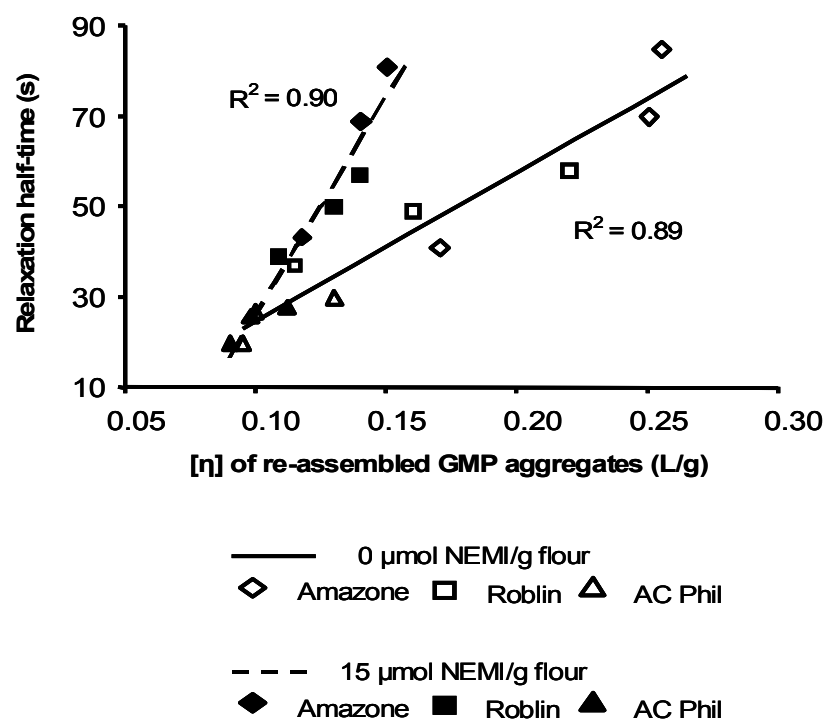 Relaxation half-time (s)
90
70
50
30
10
R² = 0.90
R² = 0.89
0.05 0.10 0.15 0.20 0.25 0.30
[η] of re-assembled GMP aggregates (L/g)
0 µmol NEMI/g flour
Amazone Roblin AC Phil
15 µmol NEMI/g flour
Amazone Roblin AC Phil